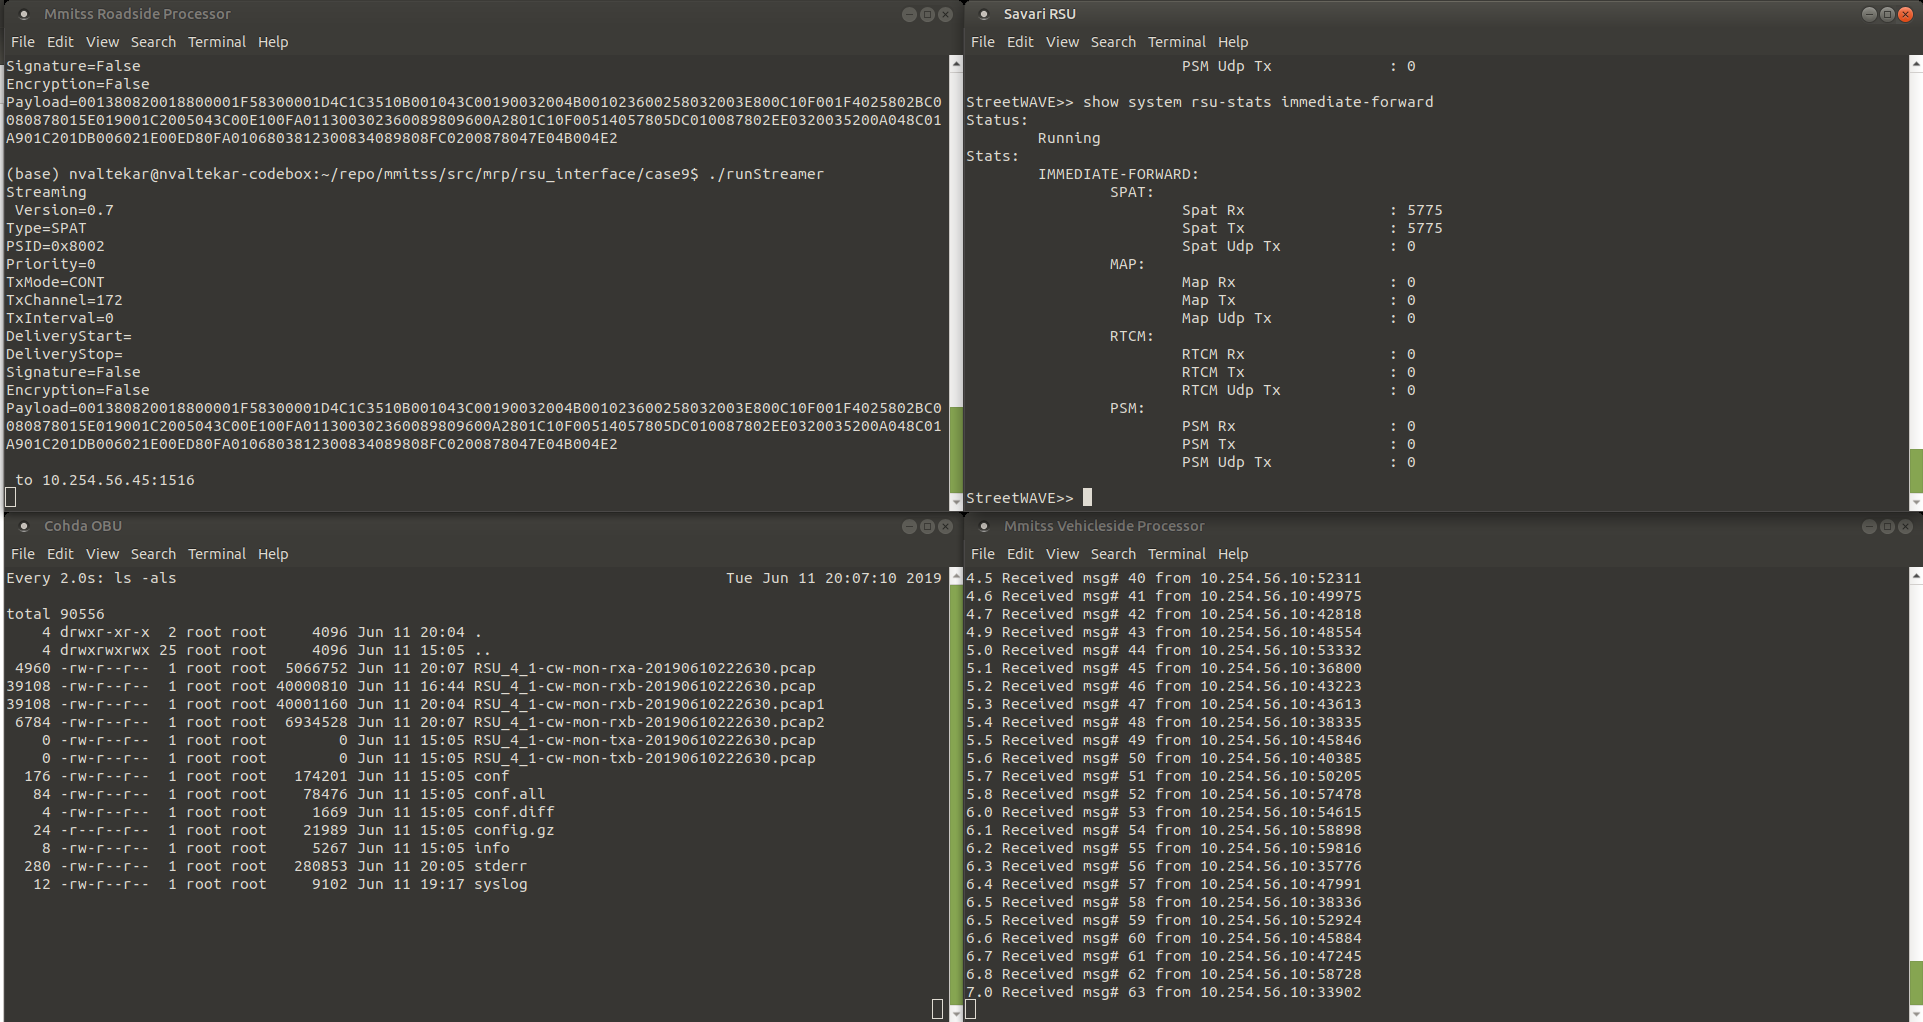 Mmitss Roadside Processor
File Edit View Search Terminal Help
Signature=False
Encryption=False
Payload=001380820018800001F58300001D4C1C3510B001043C00190032004B001023600258032003E800C10F001F4025802BC0
080878015E019001C2005043C00E100FA011300302360089809600A2801C10F00514057805DC010087802EE0320035200A048C01
A901C201DB006021E00ED80FA0106803812300834089808FC0200878047E04B004E2
(base) nvaltekar@nvaltekar-codebox:~/repo/mmitss/src/mrp/rsu_interface/case9$ ./runStreamer
Streaming
Version=0.7
Type=SPAT
PSID=0x8002
Priority=0
TxMode=CONT
TxChannel=172
TxInterval=0
DeliveryStart=
DeliveryStop=
Signature=False
Encryption=False
Payload=001380820018800001F58300001D4C1C3510B001043C00190032004B001023600258032003E800C10F001F4025802BC0
080878015E019001C2005043C00E100FA011300302360089809600A2801C10F00514057805DC010087802EE0320035200A048C01
A901C201DB006021E00ED80FA0106803812300834089808FC0200878047E04B004E2
to 10.254.56.45:1516
Savari RSU
File Edit View Search Terminal Help
PSM Udp Tx : 0
StreetWAVE>> show system rsu-stats immediate-forward
Status:
Running
Stats:
IMMEDIATE-FORWARD:
SPAT:
Spat Rx : 5775
Spat Tx : 5775
Spat Udp Tx : 0
MAP:
Map Rx : 0
Map Tx : 0
Map Udp Tx : 0
RTCM:
RTCM Rx : 0
RTCM Tx : 0
RTCM Udp Tx : 0
PSM:
PSM Rx : 0
PSM Tx : 0
PSM Udp Tx : 0
StreetWAVE>>
Cohda OBU
File Edit View Search Terminal Help
Every 2.0s: ls -als Tue Jun 11 20:07:10 2019
total 90556
4 drwxr-xr-x 2 root root 4096 Jun 11 20:04 .
4 drwxrwxrwx 25 root root 4096 Jun 11 15:05 ..
4960 -rw-r--r-- 1 root root 5066752 Jun 11 20:07 RSU_4_1-cw-mon-rxa-20190610222630.pcap
39108 -rw-r--r-- 1 root root 40000810 Jun 11 16:44 RSU_4_1-cw-mon-rxb-20190610222630.pcap
39108 -rw-r--r-- 1 root root 40001160 Jun 11 20:04 RSU_4_1-cw-mon-rxb-20190610222630.pcap1
6784 -rw-r--r-- 1 root root 6934528 Jun 11 20:07 RSU_4_1-cw-mon-rxb-20190610222630.pcap2
0 -rw-r--r-- 1 root root 0 Jun 11 15:05 RSU_4_1-cw-mon-txa-20190610222630.pcap
0 -rw-r--r-- 1 root root 0 Jun 11 15:05 RSU_4_1-cw-mon-txb-20190610222630.pcap
176 -rw-r--r-- 1 root root 174201 Jun 11 15:05 conf
84 -rw-r--r-- 1 root root 78476 Jun 11 15:05 conf.all
4 -rw-r--r-- 1 root root 1669 Jun 11 15:05 conf.diff
24 -r--r--r-- 1 root root 21989 Jun 11 15:05 config.gz
8 -rw-r--r-- 1 root root 5267 Jun 11 15:05 info
280 -rw-r--r-- 1 root root 280853 Jun 11 20:05 stderr
12 -rw-r--r-- 1 root root 9102 Jun 11 19:17 syslog
Mmitss Vehicleside Processor
File Edit View Search Terminal Help
4.5 Received msg# 40 from 10.254.56.10:52311
4.6 Received msg# 41 from 10.254.56.10:49975
4.7 Received msg# 42 from 10.254.56.10:42818
4.9 Received msg# 43 from 10.254.56.10:48554
5.0 Received msg# 44 from 10.254.56.10:53332
5.1 Received msg# 45 from 10.254.56.10:36800
5.2 Received msg# 46 from 10.254.56.10:43223
5.3 Received msg# 47 from 10.254.56.10:43613
5.4 Received msg# 48 from 10.254.56.10:38335
5.5 Received msg# 49 from 10.254.56.10:45846
5.6 Received msg# 50 from 10.254.56.10:40385
5.7 Received msg# 51 from 10.254.56.10:50205
5.8 Received msg# 52 from 10.254.56.10:57478
6.0 Received msg# 53 from 10.254.56.10:54615
6.1 Received msg# 54 from 10.254.56.10:58898
6.2 Received msg# 55 from 10.254.56.10:59816
6.3 Received msg# 56 from 10.254.56.10:35776
6.4 Received msg# 57 from 10.254.56.10:47991
6.5 Received msg# 58 from 10.254.56.10:38336
6.5 Received msg# 59 from 10.254.56.10:52924
6.6 Received msg# 60 from 10.254.56.10:45884
6.7 Received msg# 61 from 10.254.56.10:47245
6.8 Received msg# 62 from 10.254.56.10:58728
7.0 Received msg# 63 from 10.254.56.10:33902